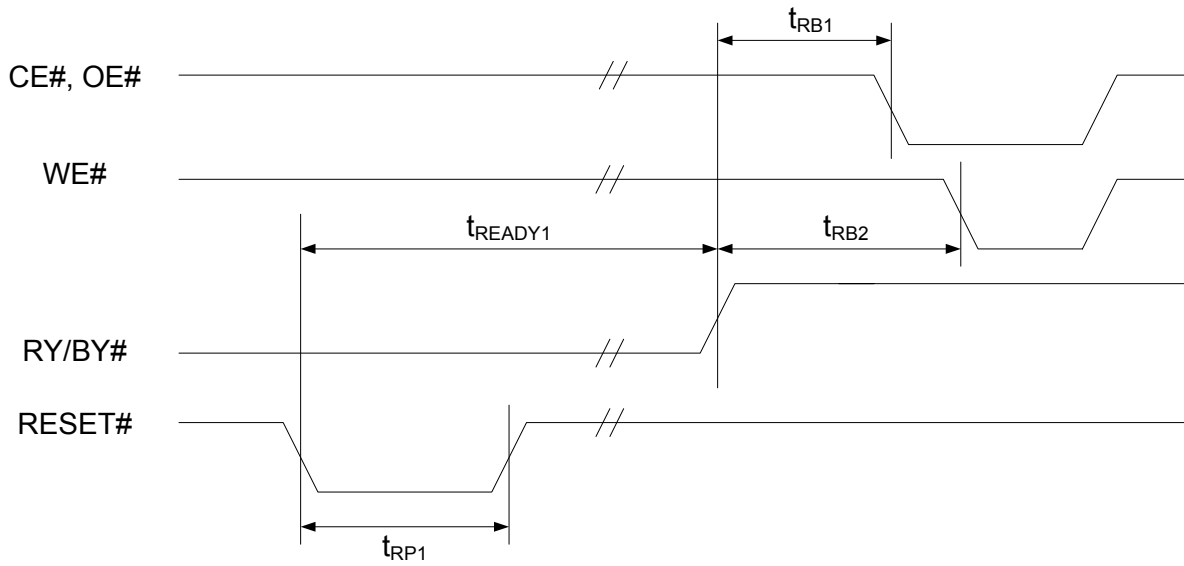 tRB1
CE#, OE#
WE#
tREADY1
tRB2
RY/BY#
RESET#
tRP1